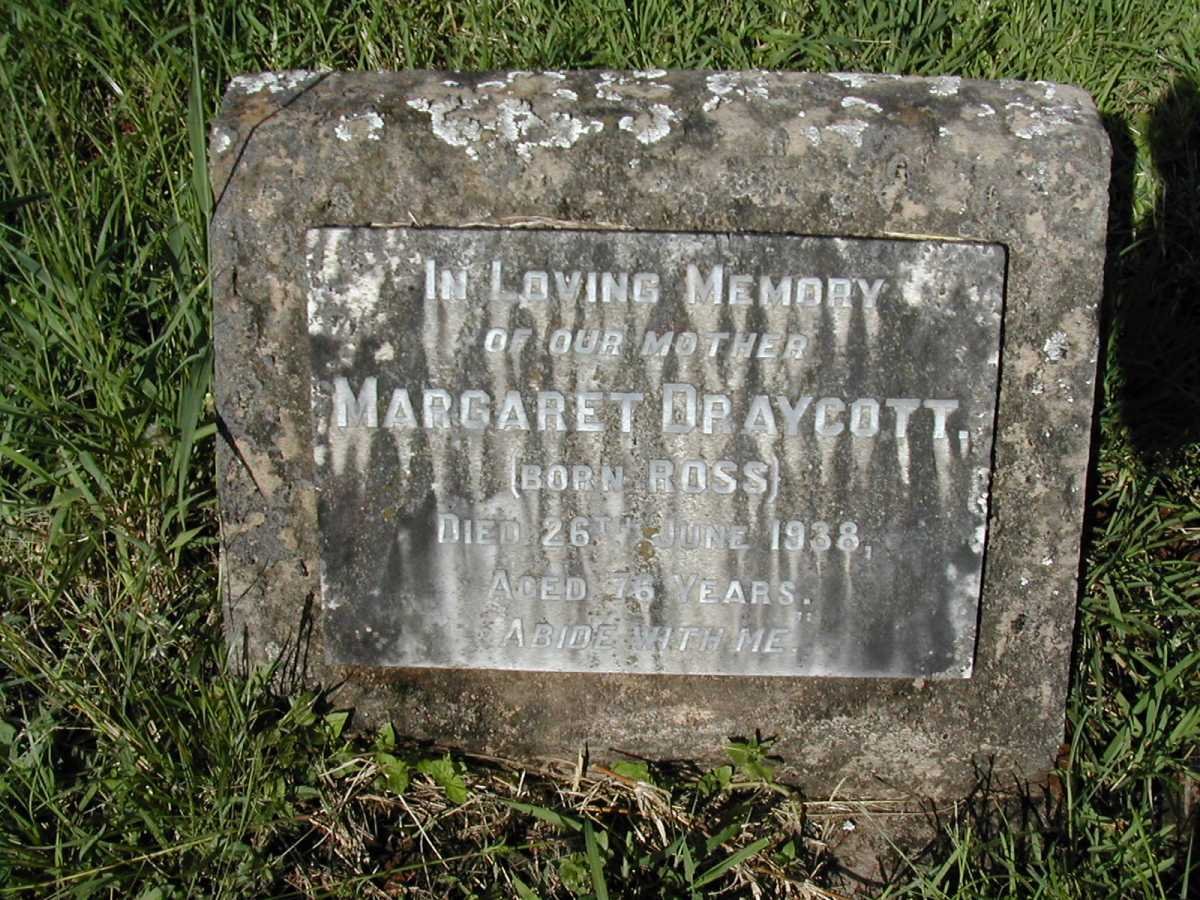 IN LOVING MEMORY
OF OUR MOTHER
MARGARET DRAYCOTT,
(BORN ROSS)
DIED 26TH JUNE 1938,
AGED 76 YEARS.
ABIDE WITH ME."